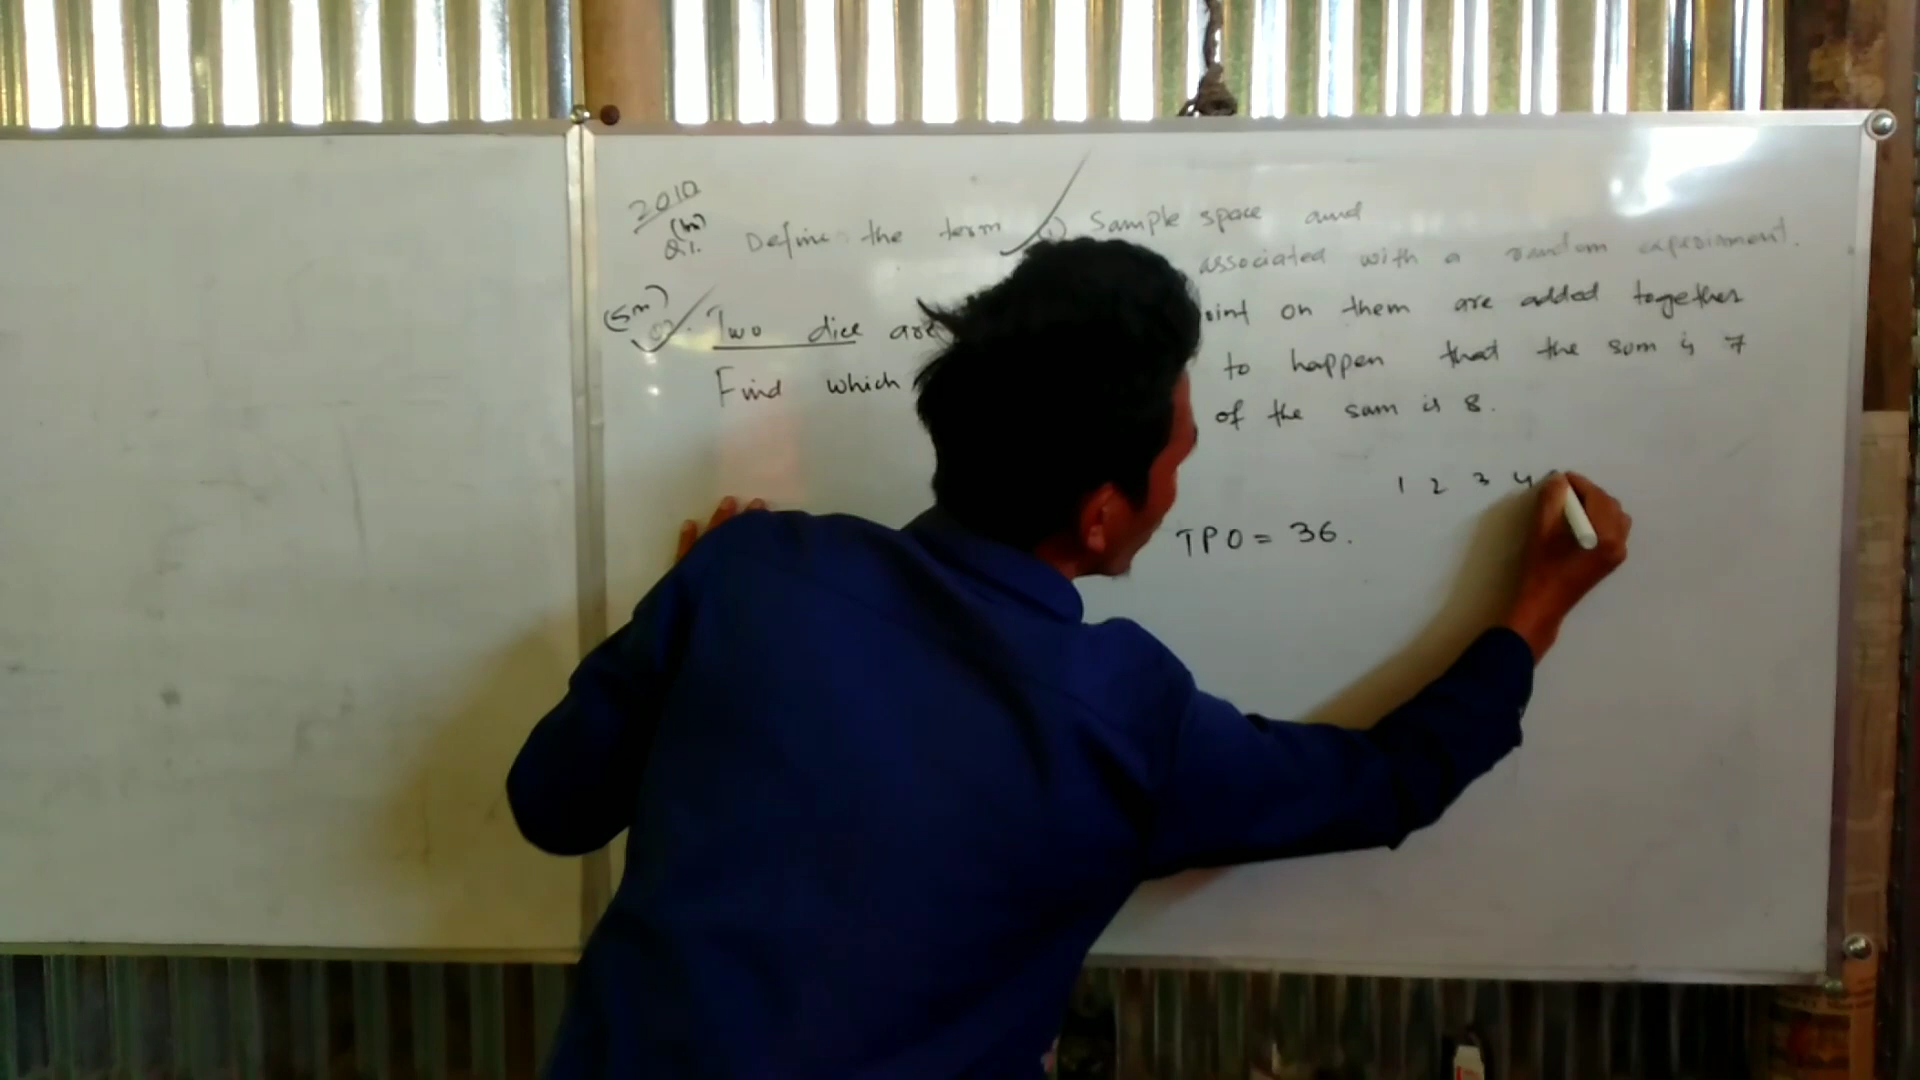 2010
(m)
Q1. Define the term (i) Sample space and
associated with a random experiment.
(5m)
Q2. Two dice are oint on them are added together
Find which to happen that the sum is 7
of the sum is 8.
1 2 3 4
TPO = 36.